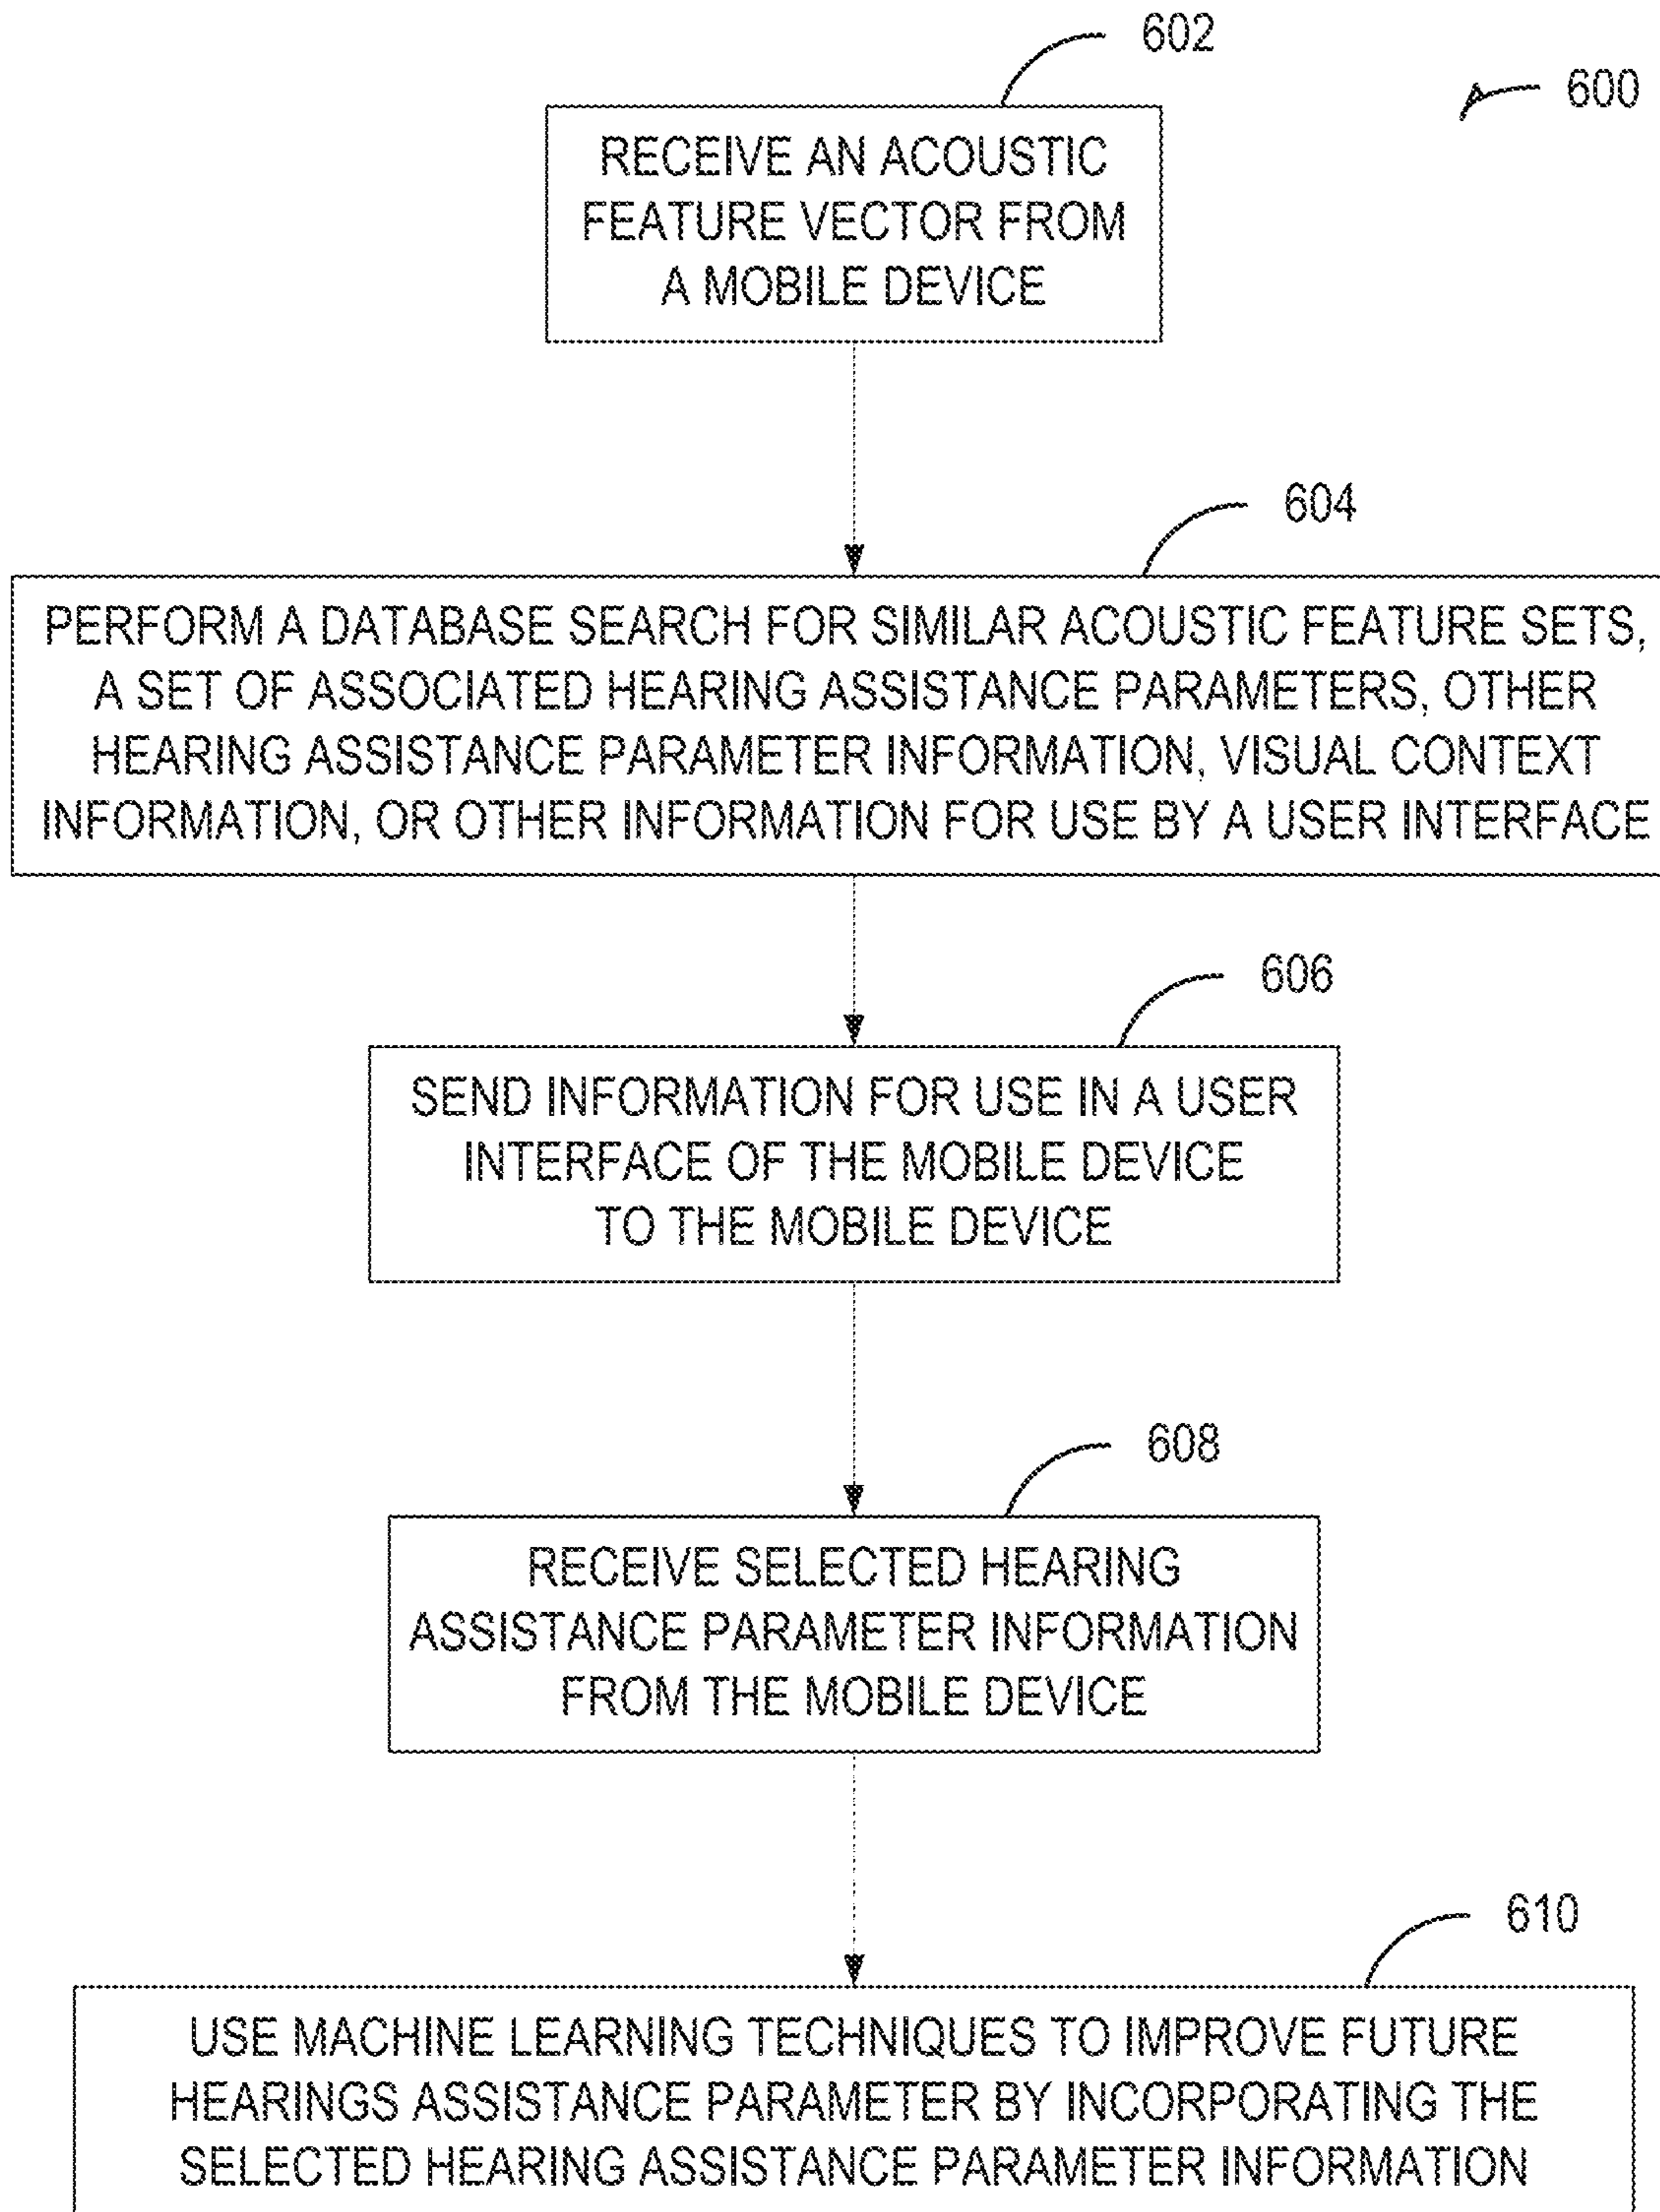 602
600
RECEIVE AN ACOUSTIC
FEATURE VECTOR FROM
A MOBILE DEVICE
604
PERFORM A DATABASE SEARCH FOR SIMILAR ACOUSTIC FEATURE SETS,
A SET OF ASSOCIATED HEARING ASSISTANCE PARAMETERS, OTHER
HEARING ASSISTANCE PARAMETER INFORMATION, VISUAL CONTEXT
INFORMATION, OR OTHER INFORMATION FOR USE BY A USER INTERFACE
606
SEND INFORMATION FOR USE IN A USER
INTERFACE OF THE MOBILE DEVICE
TO THE MOBILE DEVICE
608
RECEIVE SELECTED HEARING
ASSISTANCE PARAMETER INFORMATION
FROM THE MOBILE DEVICE
610
USE MACHINE LEARNING TECHNIQUES TO IMPROVE FUTURE
HEARINGS ASSISTANCE PARAMETER BY INCORPORATING THE
SELECTED HEARING ASSISTANCE PARAMETER INFORMATION